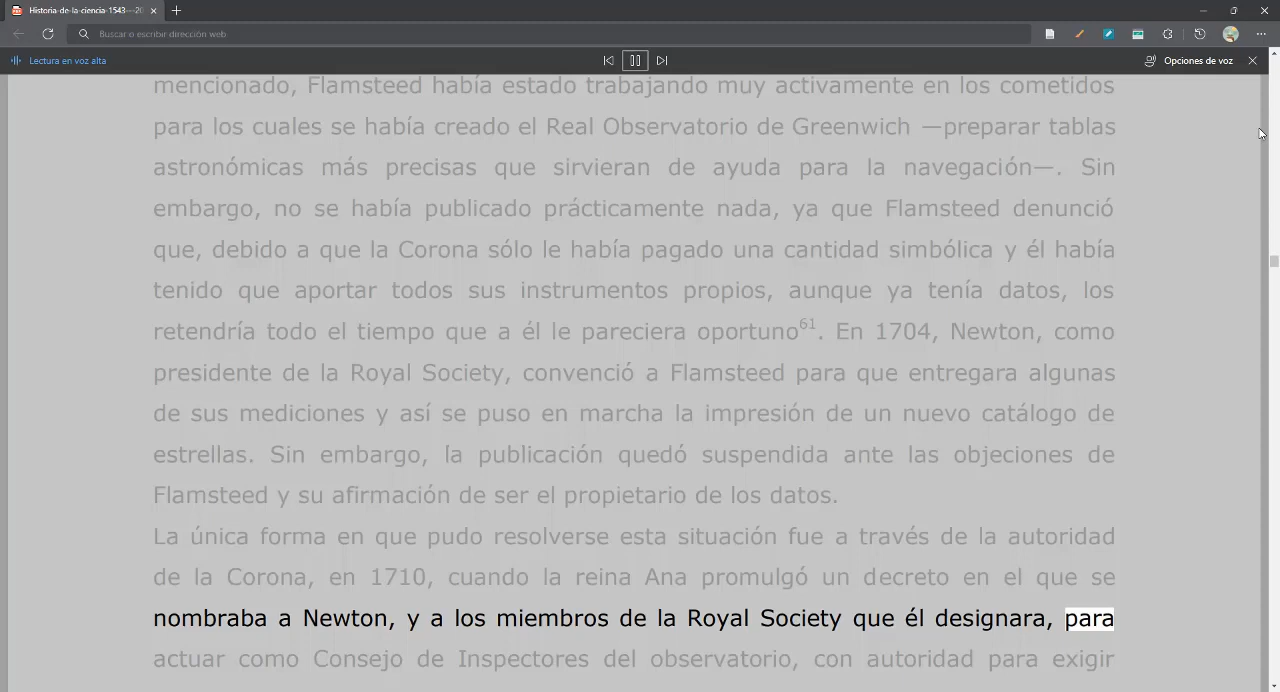 Historia-de-la-ciencia-1543---20
Buscar o escribir dirección web
Lectura en voz alta
Opciones de voz
mencionado, Flamsteed había estado trabajando muy activamente en los cometidos
para los cuales se había creado el Real Observatorio de Greenwich —preparar tablas
astronómicas más precisas que sirvieran de ayuda para la navegación—. Sin
embargo, no se había publicado prácticamente nada, ya que Flamsteed denunció
que, debido a que la Corona sólo le había pagado una cantidad simbólica y él había
tenido que aportar todos sus instrumentos propios, aunque ya tenía datos, los
retendría todo el tiempo que a él le pareciera oportuno61. En 1704, Newton, como
presidente de la Royal Society, convenció a Flamsteed para que entregara algunas
de sus mediciones y así se puso en marcha la impresión de un nuevo catálogo de
estrellas. Sin embargo, la publicación quedó suspendida ante las objeciones de
Flamsteed y su afirmación de ser el propietario de los datos.
La única forma en que pudo resolverse esta situación fue a través de la autoridad
de la Corona, en 1710, cuando la reina Ana promulgó un decreto en el que se
nombraba a Newton, y a los miembros de la Royal Society que él designara, para
actuar como Consejo de Inspectores del observatorio, con autoridad para exigir